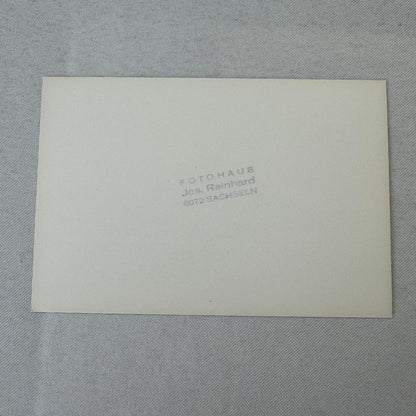 FOTOHAUS
Jos. Reinhard
6072 SACHSELN